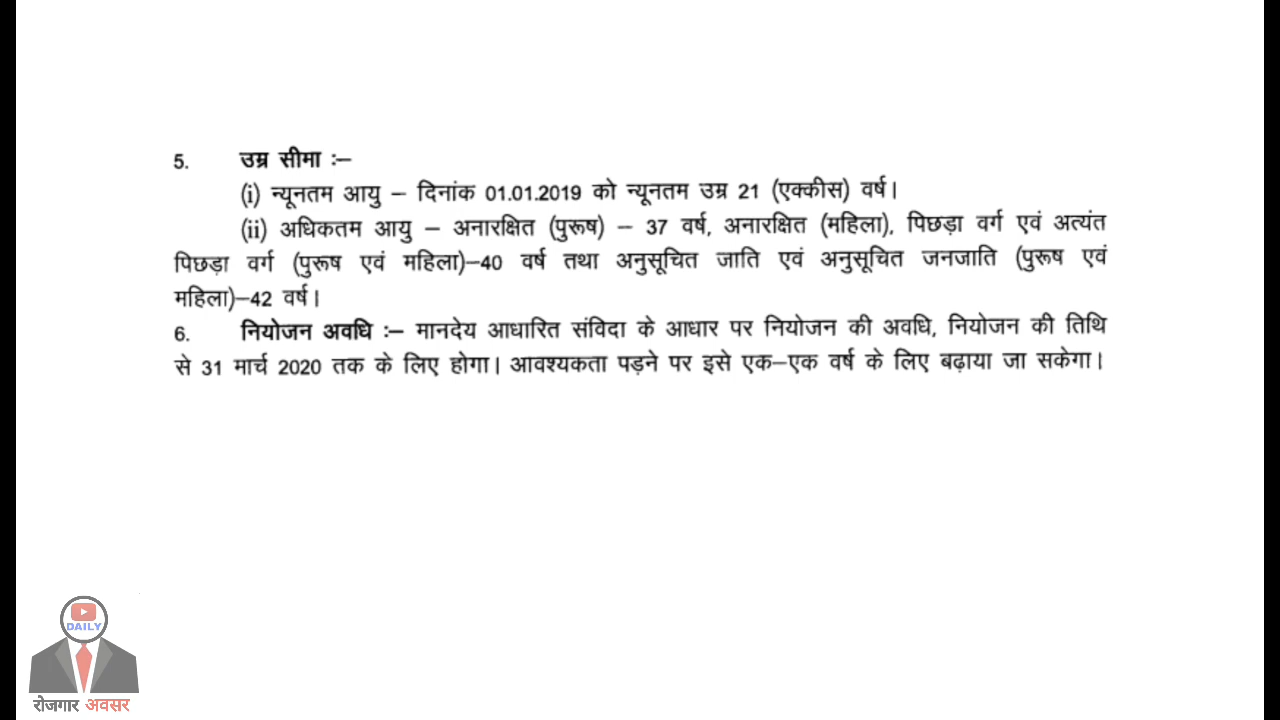 5. उम्र सीमा :–
(i) न्यूनतम आयु – दिनांक 01.01.2019 को न्यूनतम उम्र 21 (एक्कीस) वर्ष।
(ii) अधिकतम आयु – अनारक्षित (पुरूष) – 37 वर्ष, अनारक्षित (महिला), पिछड़ा वर्ग एवं अत्यंत
पिछड़ा वर्ग (पुरूष एवं महिला)–40 वर्ष तथा अनुसूचित जाति एवं अनुसूचित जनजाति (पुरूष एवं
महिला)–42 वर्ष।
6. नियोजन अवधि :– मानदेय आधारित संविदा के आधार पर नियोजन की अवधि, नियोजन की तिथि
से 31 मार्च 2020 तक के लिए होगा। आवश्यकता पड़ने पर इसे एक–एक वर्ष के लिए बढ़ाया जा सकेगा।
DAILY
रोजगार अवसर